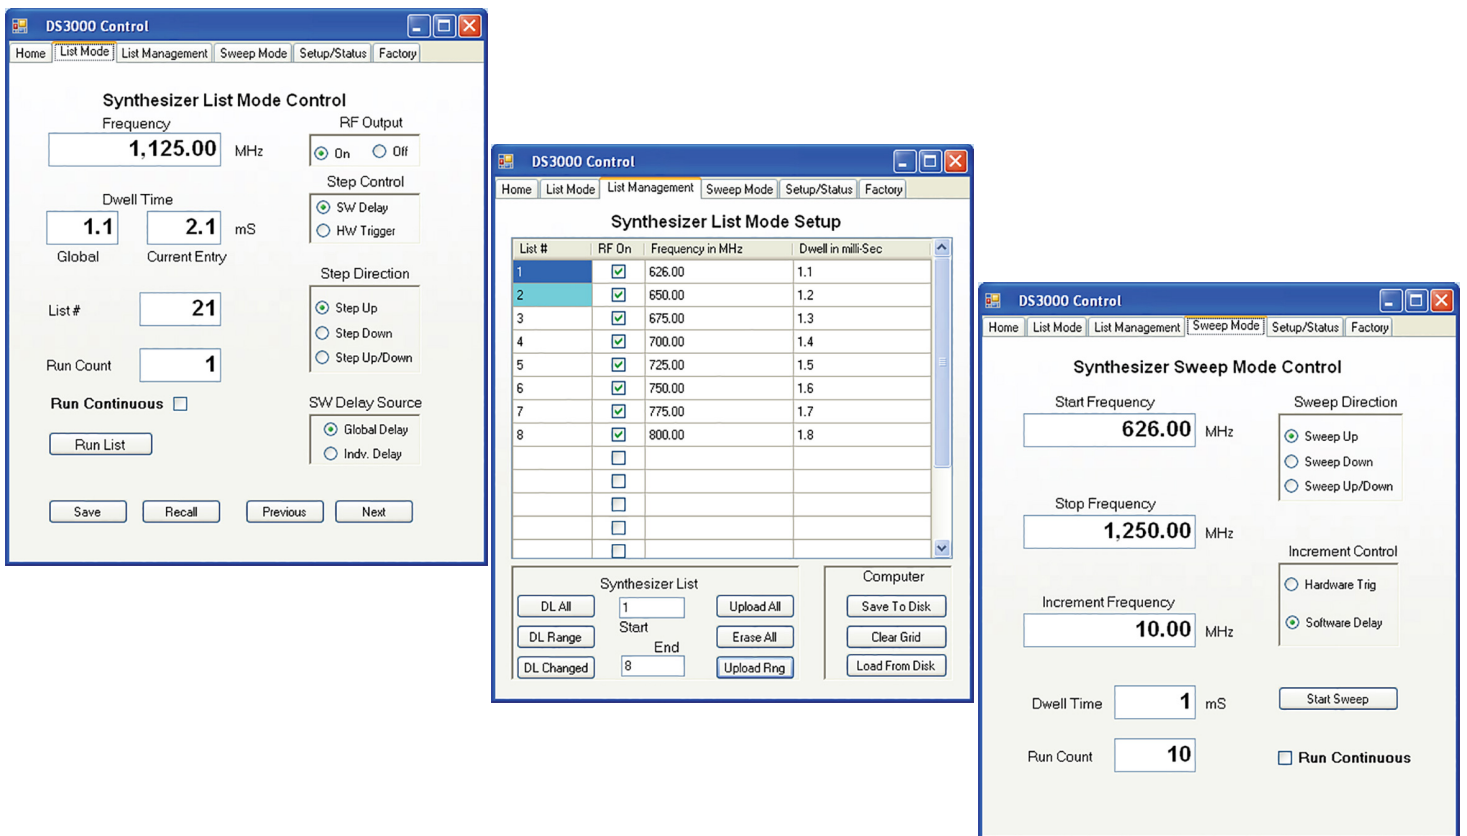 DS3000 Control
Home List Mode List Management Sweep Mode Setup/Status Factory
Synthesizer List Mode Control
Frequency
1,125.00 MHz
RF Output
On Off
Dwell Time
1.1 2.1 mS
Global Current Entry
Step Control
SW Delay
HW Trigger
Step Direction
Step Up
Step Down
Step Up/Down
List # 21
Run Count 1
Run Continuous
SW Delay Source
Global Delay
Indv. Delay
Run List
Save Recall Previous Next
DS3000 Control
Home List Mode List Management Sweep Mode Setup/Status Factory
Synthesizer List Mode Setup
List # RF On Frequency in MHz Dwell in milli-Sec
1 626.00 1.1
2 650.00 1.2
3 675.00 1.3
4 700.00 1.4
5 725.00 1.5
6 750.00 1.6
7 775.00 1.7
8 800.00 1.8
Synthesizer List
DL All 1 Upload All
Start
DL Range Erase All
End
DL Changed 8 Upload Rng
Computer
Save To Disk
Clear Grid
Load From Disk
DS3000 Control
Home List Mode List Management Sweep Mode Setup/Status Factory
Synthesizer Sweep Mode Control
Start Frequency
626.00 MHz
Sweep Direction
Sweep Up
Sweep Down
Sweep Up/Down
Stop Frequency
1,250.00 MHz
Increment Control
Hardware Trig
Software Delay
Increment Frequency
10.00 MHz
Dwell Time 1 mS
Start Sweep
Run Count 10
Run Continuous